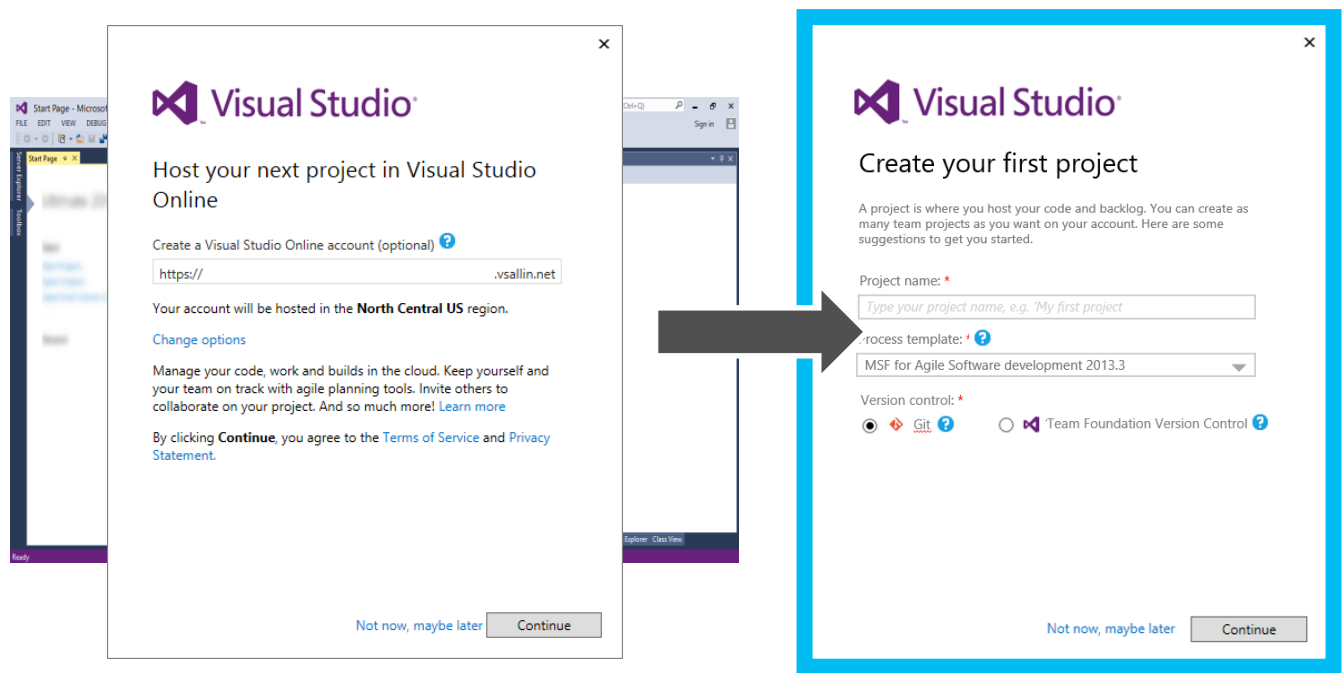 Start Page - Microsof
FILE EDIT VIEW DEBUG
Start Page
Server Explorer
Toolbox
Ready
Visual Studio
Host your next project in Visual Studio
Online
Create a Visual Studio Online account (optional) ?
https:// .vsallin.net
Your account will be hosted in the North Central US region.
Change options
Manage your code, work and builds in the cloud. Keep yourself and
your team on track with agile planning tools. Invite others to
collaborate on your project. And so much more! Learn more
By clicking Continue, you agree to the Terms of Service and Privacy
Statement.
Not now, maybe later Continue
Ctrl+Q)
Sign in
Explorer Class View
Visual Studio
Create your first project
A project is where you host your code and backlog. You can create as
many team projects as you want on your account. Here are some
suggestions to get you started.
Project name: *
Type your project name, e.g. 'My first project
rocess template: * ?
MSF for Agile Software development 2013.3
Version control: *
Git ? 'Team Foundation Version Control ?
Not now, maybe later Continue